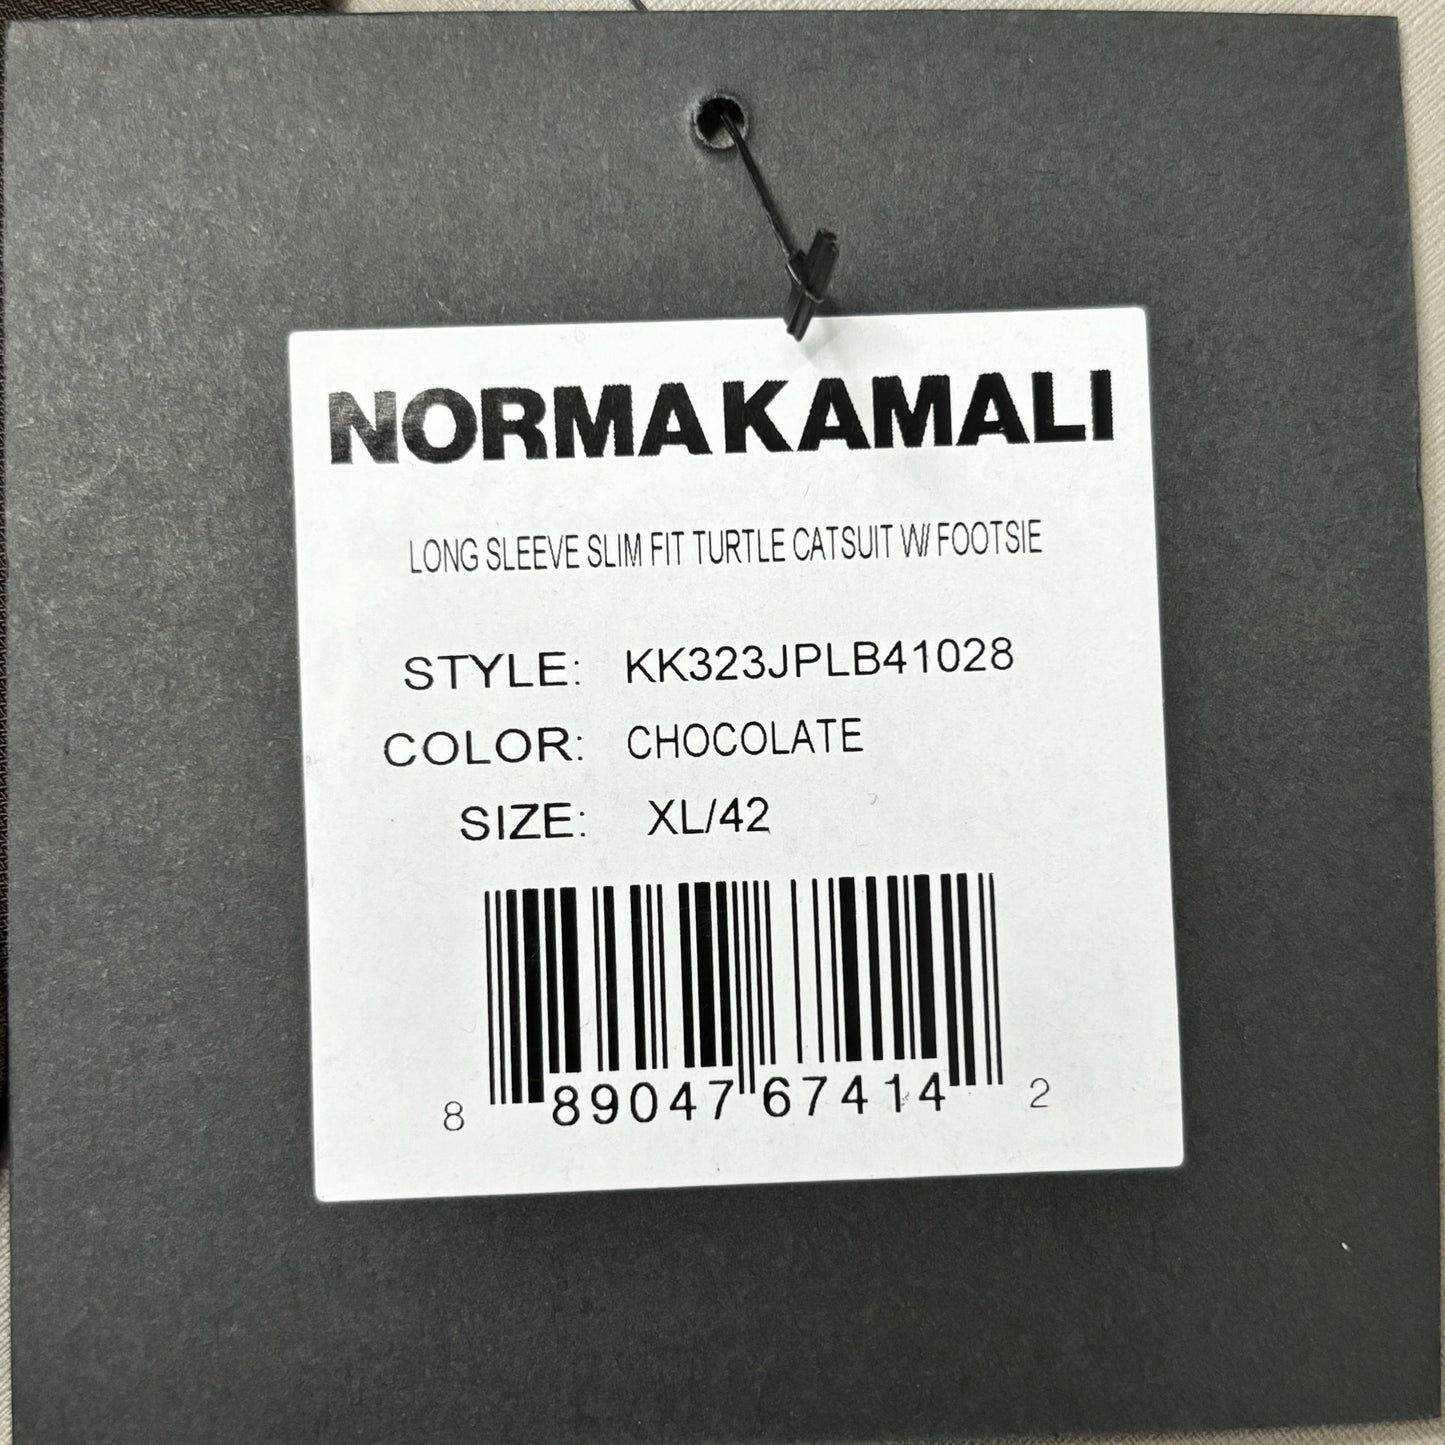 NORMA KAMALI
LONG SLEEVE SLIM FIT TURTLE CATSUIT W/ FOOTSIE
STYLE: KK323JPLB41028
COLOR: CHOCOLATE
SIZE: XL/42
8 89047 67414 2